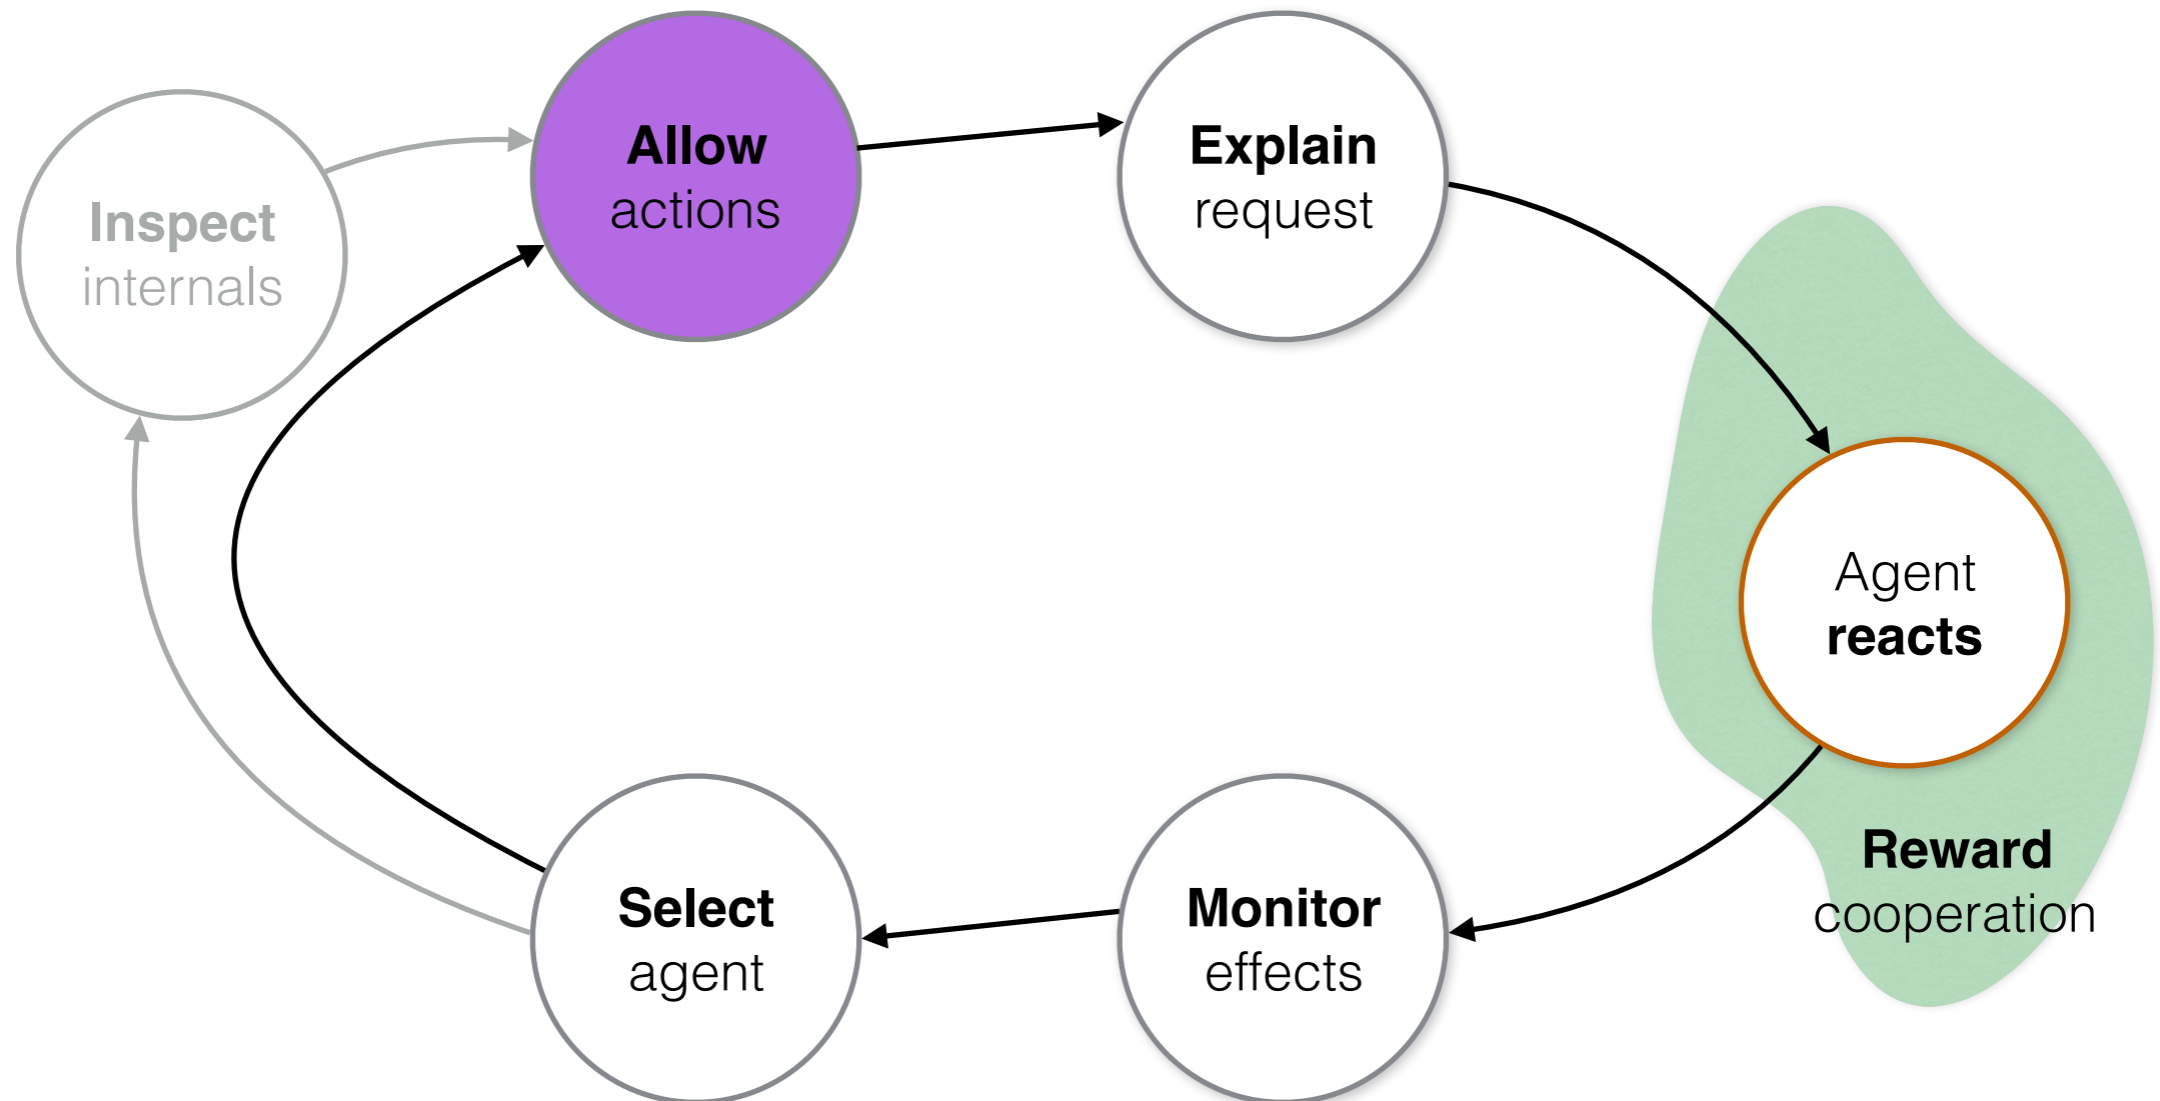 Inspect
internals
Allow
actions
Explain
request
Agent
reacts
Reward
cooperation
Monitor
effects
Select
agent